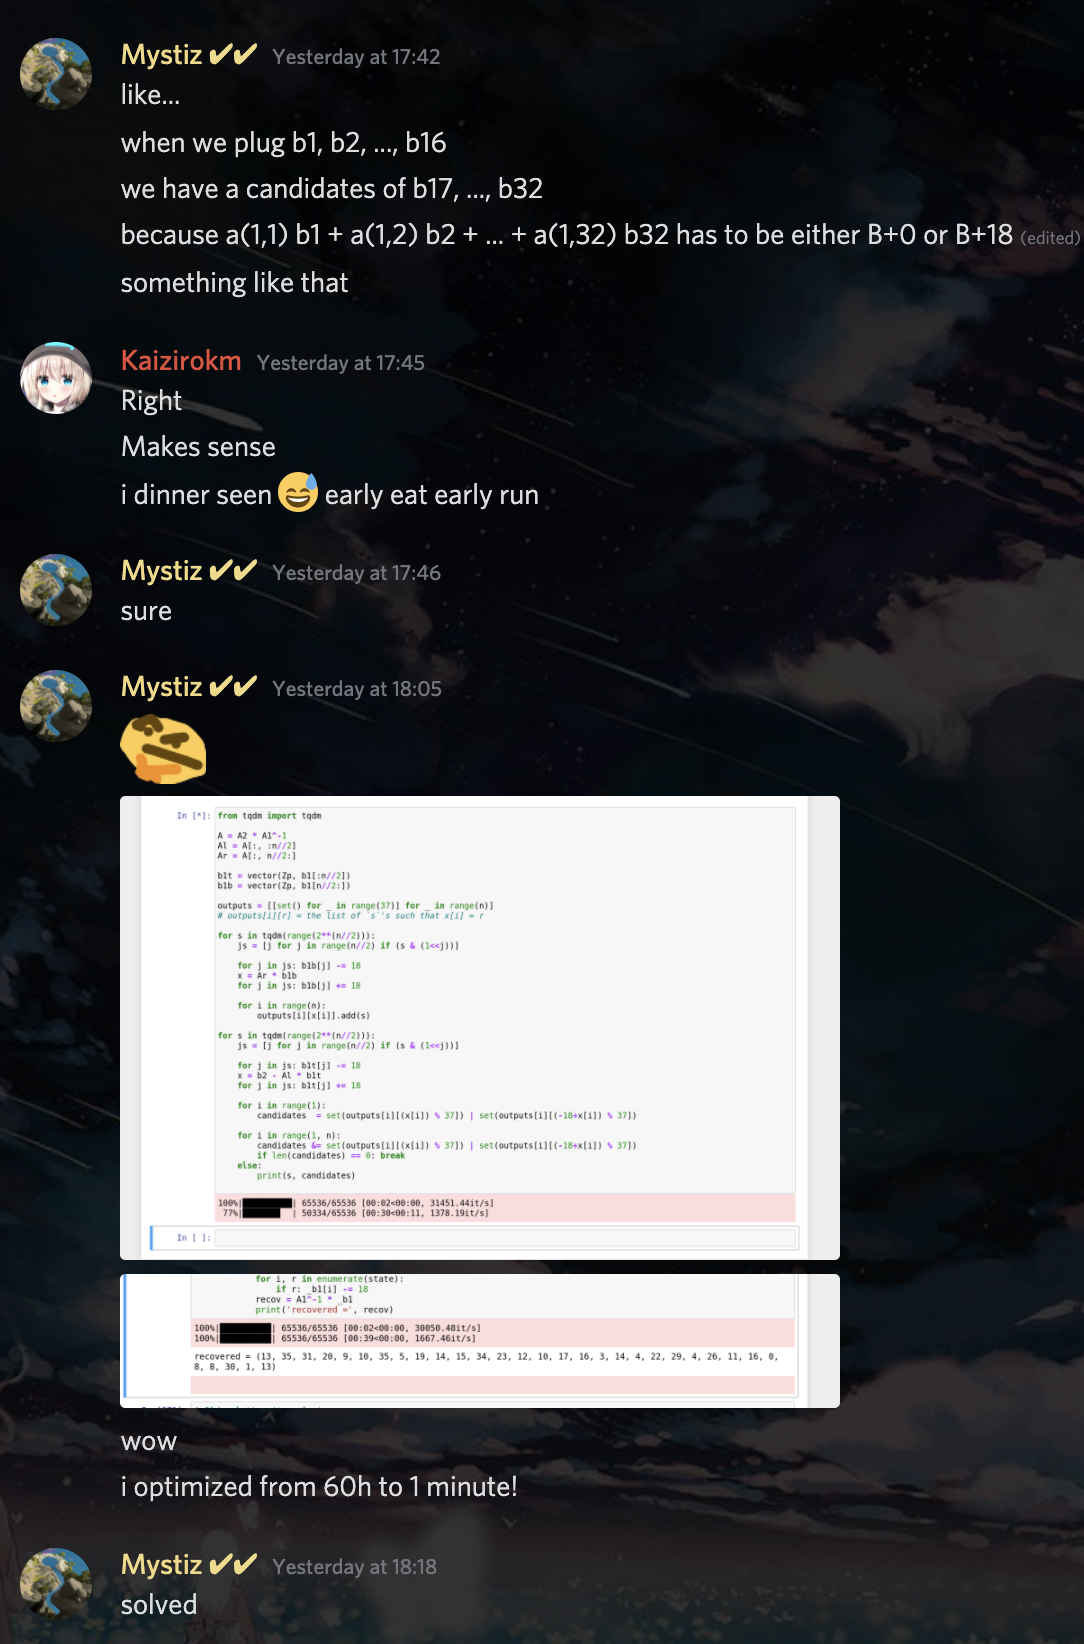 Mystiz ✔✔ Yesterday at 17:42
like...
when we plug b1, b2, ..., b16
we have a candidates of b17, ..., b32
because a(1,1) b1 + a(1,2) b2 + ... + a(1,32) b32 has to be either B+0 or B+18 (edited)
something like that
Kaizirokm Yesterday at 17:45
Right
Makes sense
i dinner seen 😅 early eat early run
Mystiz ✔✔ Yesterday at 17:46
sure
Mystiz ✔✔ Yesterday at 18:05
In [*]: from tqdm import tqdm
A = A2 * A1^-1
Al = A[:, :n//2]
Ar = A[:, n//2:]
b1t = vector(Zp, b1[:n//2])
b1b = vector(Zp, b1[n//2:])
outputs = [[set() for _ in range(37)] for _ in range(n)]
# outputs[i][r] = the list of `s`'s such that x[i] = r
for s in tqdm(range(2**(n//2))):
js = [j for j in range(n//2) if (s & (1<<j))]
for j in js: b1b[j] -= 18
x = Ar * b1b
for j in js: b1b[j] += 18
for i in range(n):
outputs[i][x[i]].add(s)
for s in tqdm(range(2**(n//2))):
js = [j for j in range(n//2) if (s & (1<<j))]
for j in js: b1t[j] -= 18
x = b2 - Al * b1t
for j in js: b1t[j] += 18
for i in range(1):
candidates = set(outputs[i][(x[i]) % 37]) | set(outputs[i][(-18+x[i]) % 37])
for i in range(1, n):
candidates &= set(outputs[i][(x[i]) % 37]) | set(outputs[i][(-18+x[i]) % 37])
if len(candidates) == 0: break
else:
print(s, candidates)
100%|██████████| 65536/65536 [00:02<00:00, 31451.44it/s]
77%|███████ | 50334/65536 [00:30<00:11, 1378.19it/s]
In [ ]:
for i, r in enumerate(state):
if r: _b1[i] -= 18
recov = A1^-1 * _b1
print('recovered =', recov)
100%|██████████| 65536/65536 [00:02<00:00, 30050.48it/s]
100%|██████████| 65536/65536 [00:39<00:00, 1667.46it/s]
recovered = (13, 35, 31, 20, 9, 10, 35, 5, 19, 14, 15, 34, 23, 12, 10, 17, 16, 3, 14, 4, 22, 29, 4, 26, 11, 16, 0,
8, 8, 30, 1, 13)
wow
i optimized from 60h to 1 minute!
Mystiz ✔✔ Yesterday at 18:18
solved